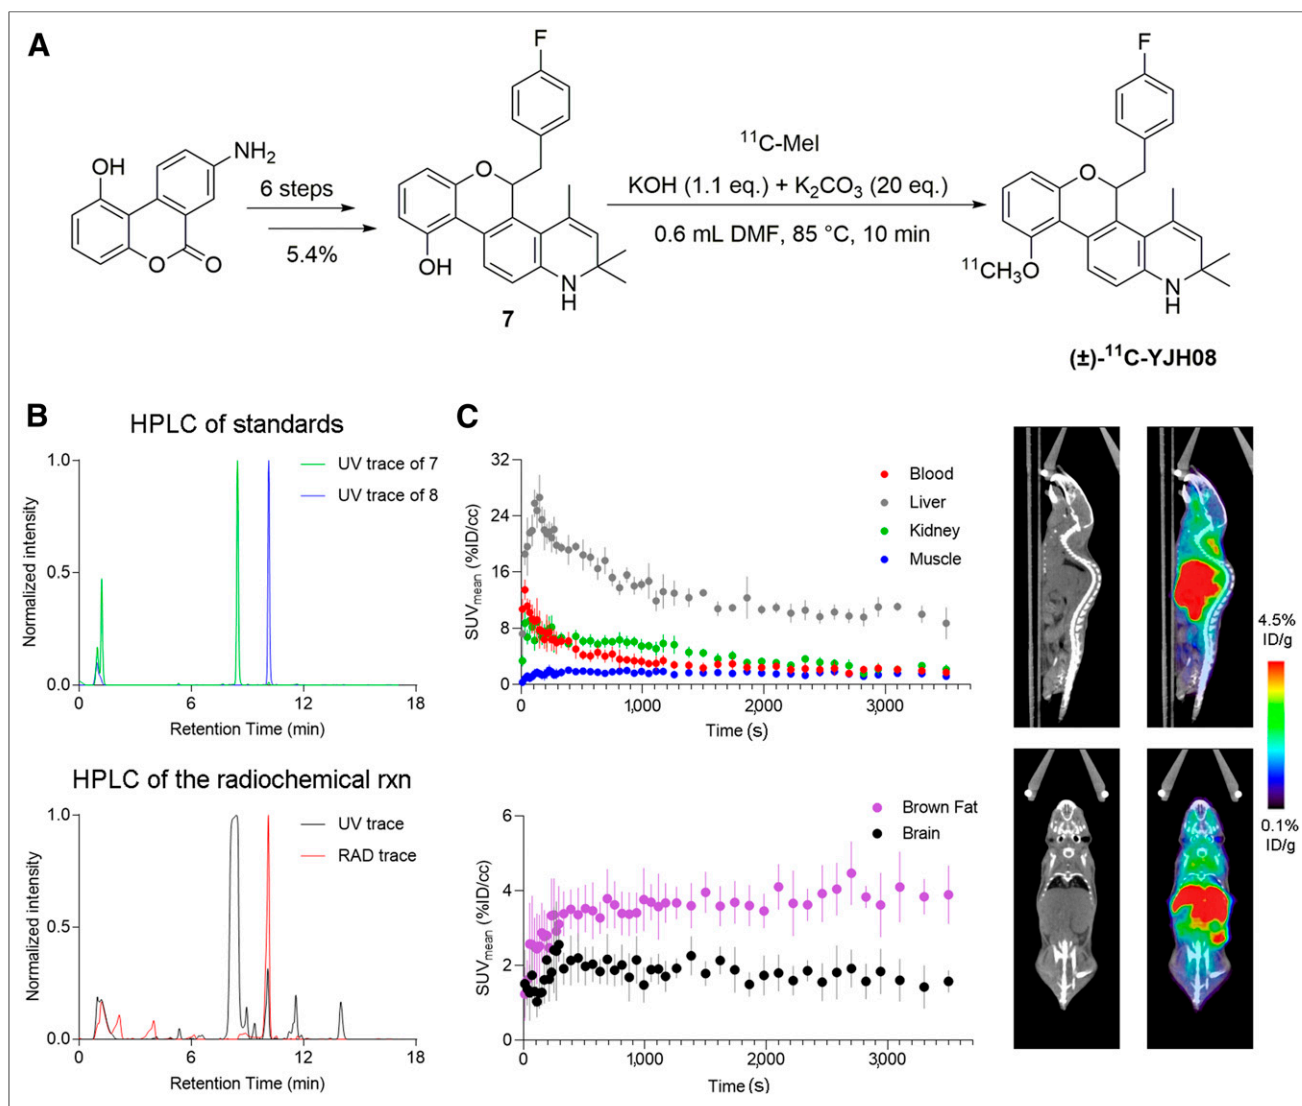 A
F
OH
NH2
O
O
6 steps
5.4%
F
O
OH
N
H
7
11C-MeI
KOH (1.1 eq.) + K2CO3 (20 eq.)
0.6 mL DMF, 85 °C, 10 min
F
O
11CH3O
N
H
(±)-11C-YJH08
B
HPLC of standards
1.0
0.5
0.0
Normalized intensity
UV trace of 7
UV trace of 8
0 6 10 12 18
Retention Time (min)
HPLC of the radiochemical rxn
1.0
0.5
0.0
Normalized intensity
UV trace
RAD trace
0 6 10 12 18
Retention Time (min)
C
32
24
16
8
0
SUVmean (%ID/cc)
Blood
Liver
Kidney
Muscle
0 1,000 2,000 3,000
Time (s)
6
4
2
0
SUVmean (%ID/cc)
Brown Fat
Brain
0 1,000 2,000 3,000
Time (s)
4.5%
ID/g
0.1%
ID/g